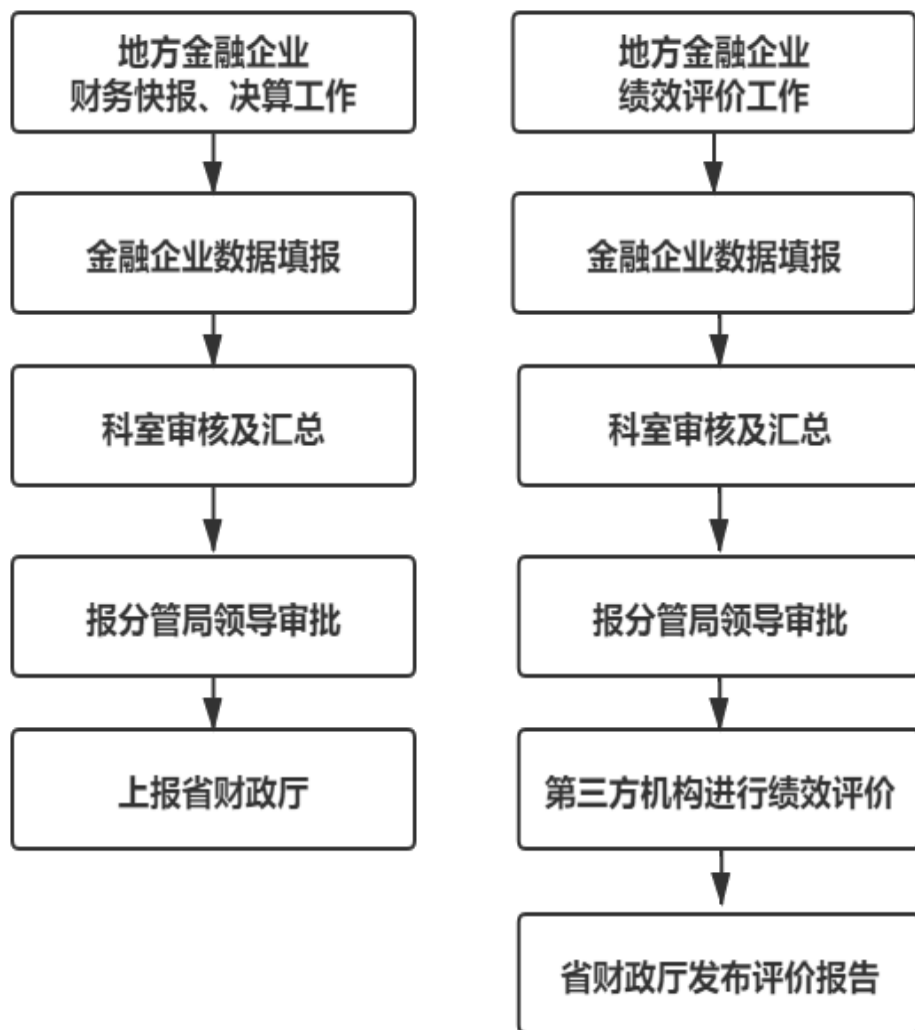 地方金融企业
财务快报、决算工作
金融企业数据填报
科室审核及汇总
报分管局领导审批
上报省财政厅
地方金融企业
绩效评价工作
金融企业数据填报
科室审核及汇总
报分管局领导审批
第三方机构进行绩效评价
省财政厅发布评价报告